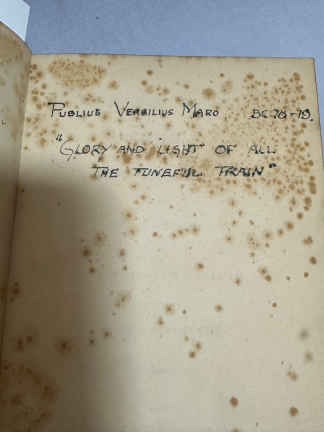 PUBLIUS VERGILIUS MARO BC 70-19.
"GLORY AND LIGHT" OF ALL
THE TUNEFUL TRAIN"